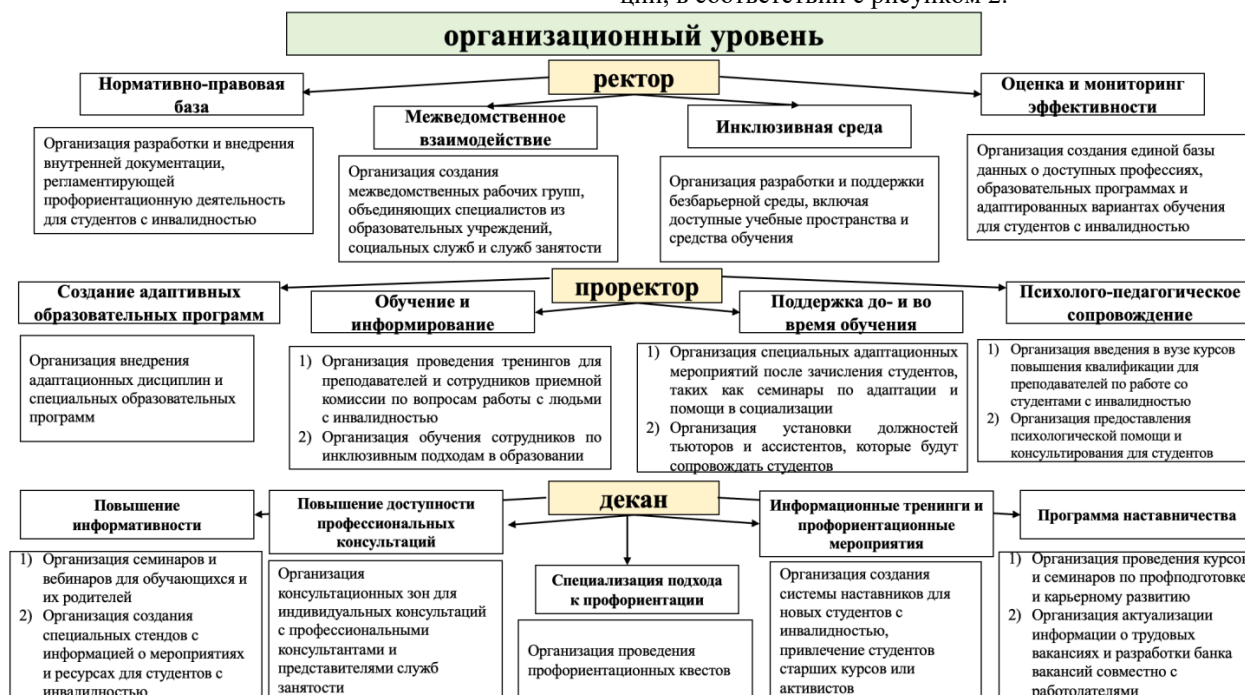 ции, в соответствии с рисунком 2.
организационный уровень
ректор
Нормативно-правовая
база
Организация разработки и внедрения
внутренней документации,
регламентирующей
профориентационную деятельность
для студентов с инвалидностью
Межведомственное
взаимодействие
Организация создания
межведомственных рабочих групп,
объединяющих специалистов из
образовательных учреждений,
социальных служб и служб занятости
Инклюзивная среда
Организация разработки и поддержки
безбарьерной среды, включая
доступные учебные пространства и
средства обучения
Оценка и мониторинг
эффективности
Организация создания единой базы
данных о доступных профессиях,
образовательных программах и
адаптированных вариантах обучения
для студентов с инвалидностью
проректор
Создание адаптивных
образовательных программ
Организация внедрения
адаптационных дисциплин и
специальных образовательных
программ
Обучение и
информирование
1) Организация проведения тренингов для
преподавателей и сотрудников приемной
комиссии по вопросам работы с людьми
с инвалидностью
2) Организация обучения сотрудников по
инклюзивным подходам в образовании
Поддержка до- и во
время обучения
1) Организация специальных адаптационных
мероприятий после зачисления студентов,
таких как семинары по адаптации и
помощи в социализации
2) Организация установки должностей
тьюторов и ассистентов, которые будут
сопровождать студентов
Психолого-педагогическое
сопровождение
1) Организация введения в вузе курсов
повышения квалификации для
преподавателей по работе со
студентами с инвалидностью
2) Организация предоставления
психологической помощи и
консультирования для студентов
декан
Повышение
информативности
1) Организация семинаров и
вебинаров для обучающихся и
их родителей
2) Организация создания
специальных стендов с
информацией о мероприятиях
и ресурсах для студентов с
инвалидностью
Повышение доступности
профессиональных
консультаций
Организация
консультационных зон для
индивидуальных консультаций
с профессиональными
консультантами и
представителями служб
занятости
Специализация подхода
к профориентации
Организация проведения
профориентационных квестов
Информационные тренинги и
профориентационные
мероприятия
Организация создания
системы наставников для
новых студентов с
инвалидностью,
привлечение студентов
старших курсов или
активистов
Программа наставничества
1) Организация проведения курсов
и семинаров по профподготовке
и карьерному развитию
2) Организация актуализации
информации о трудовых
вакансиях и разработки банка
вакансий совместно с
работодателями